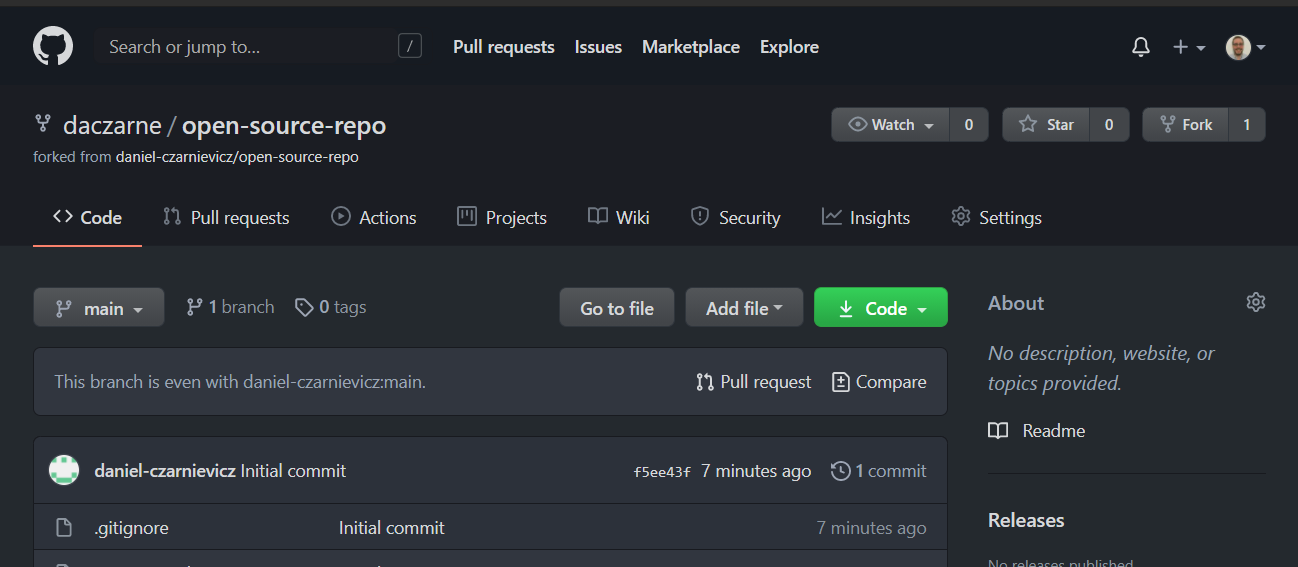 Search or jump to... / Pull requests Issues Marketplace Explore
daczarne / open-source-repo Watch 0 Star 0 Fork 1
forked from daniel-czarnievicz/open-source-repo
Code Pull requests Actions Projects Wiki Security Insights Settings
main 1 branch 0 tags Go to file Add file Code
About
No description, website, or
topics provided.
Readme
This branch is even with daniel-czarnievicz:main. Pull request Compare
daniel-czarnievicz Initial commit f5ee43f 7 minutes ago 1 commit
.gitignore Initial commit 7 minutes ago
Releases
No releases published